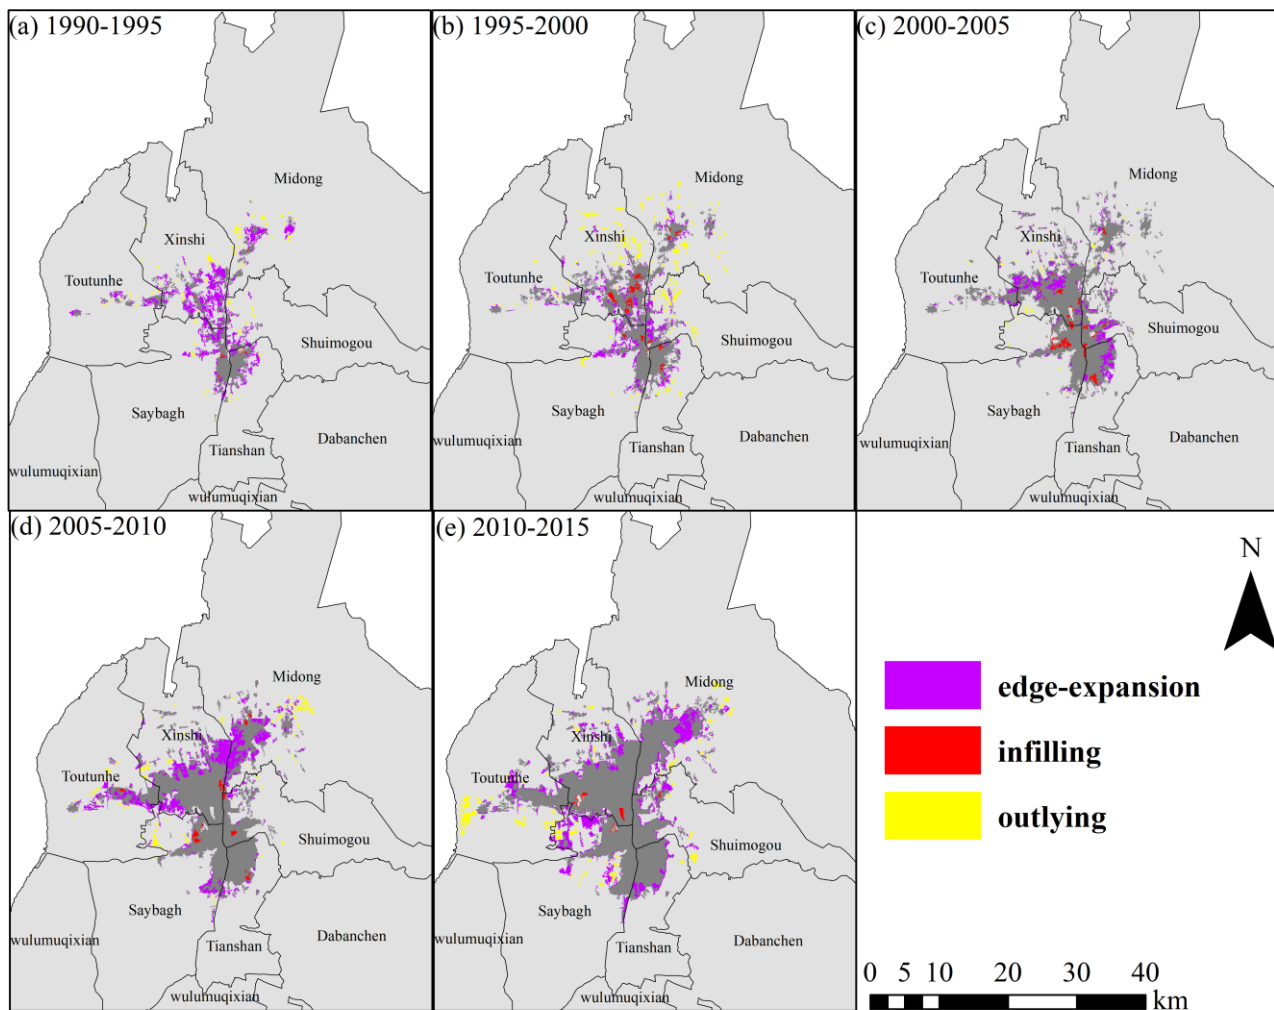 (a) 1990-1995
Midong
Xinshi
Toutunhe
Shuimogou
Saybagh
Dabanchen
Tianshan
wulumuqixian
wulumuqixian
(b) 1995-2000
Midong
Xinshi
Toutunhe
Shuimogou
Saybagh
Dabanchen
Tianshan
wulumuqixian
wulumuqixian
(c) 2000-2005
Midong
Xinshi
Toutunhe
Shuimogou
Saybagh
Dabanchen
Tianshan
wulumuqixian
wulumuqixian
(d) 2005-2010
Midong
Xinshi
Toutunhe
Shuimogou
Saybagh
Dabanchen
Tianshan
wulumuqixian
wulumuqixian
(e) 2010-2015
Midong
Xinshi
Toutunhe
Shuimogou
Saybagh
Dabanchen
Tianshan
wulumuqixian
wulumuqixian
N
edge-expansion
infilling
outlying
0 5 10 20 30 40
km